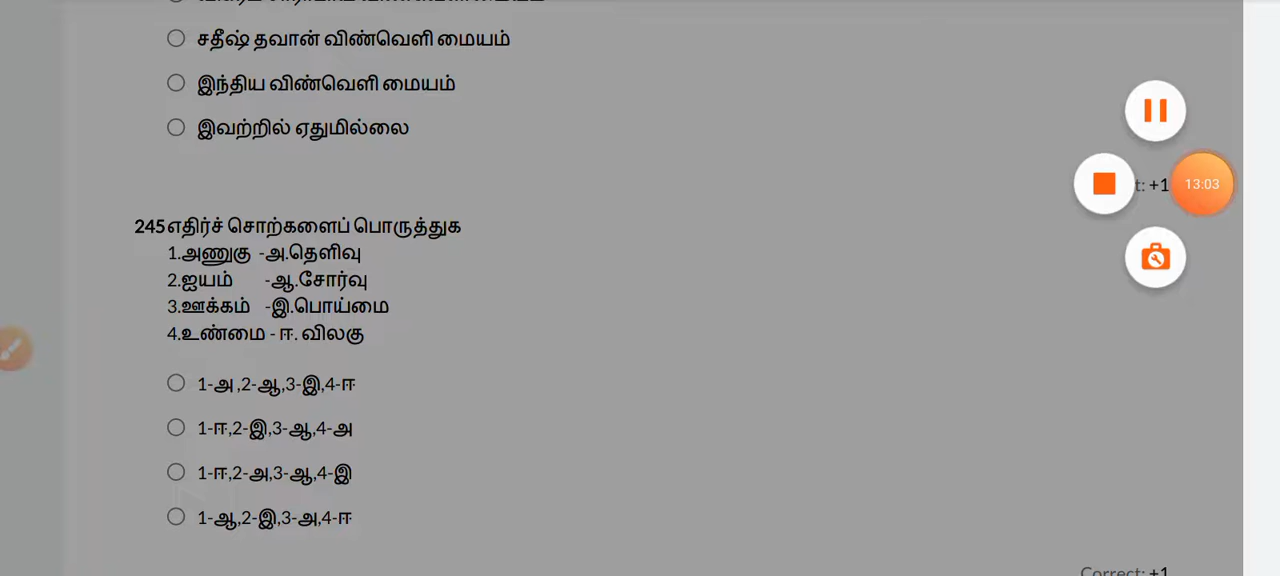 சதீஷ் தவான் விண்வெளி மையம்
இந்திய விண்வெளி மையம்
இவற்றில் ஏதுமில்லை
t: +1
13:03
245எதிர்ச் சொற்களைப் பொருத்துக
1.அணுகு -அ.தெளிவு
2.ஐயம் -ஆ.சோர்வு
3.ஊக்கம் -இ.பொய்மை
4.உண்மை - ஈ. விலகு
1-அ ,2-ஆ,3-இ,4-ஈ
1-ஈ,2-இ,3-ஆ,4-அ
1-ஈ,2-அ,3-ஆ,4-இ
1-ஆ,2-இ,3-அ,4-ஈ
Correct: +1